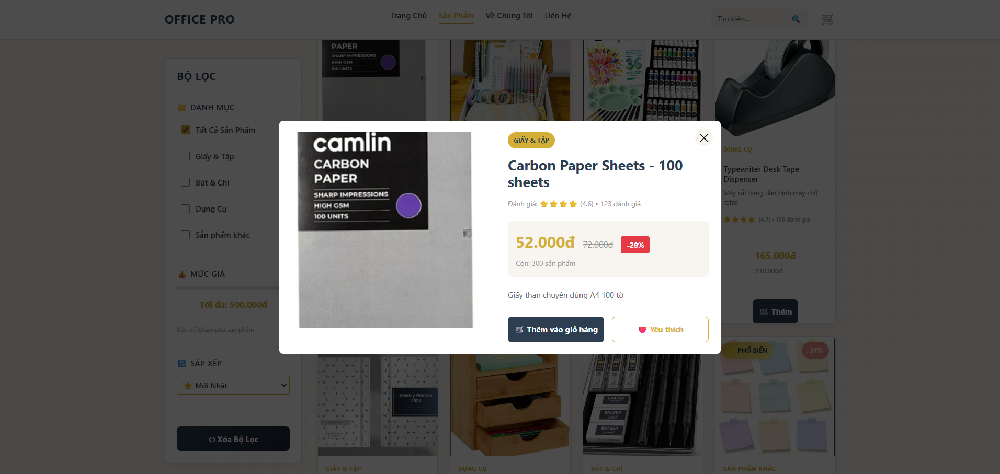 OFFICE PRO
Trang Chủ
Sản Phẩm
Về Chúng Tôi
Liên Hệ
Tìm kiếm...
BỘ LỌC
DANH MỤC
Tất Cả Sản Phẩm
Giấy & Tập
Bút & Chì
Dụng Cụ
Sản phẩm khác
MỨC GIÁ
Tối đa: 500.000đ
Kéo để khám phá sản phẩm
SẮP XẾP
Mới Nhất
↺ Xóa Bộ Lọc
PAPER
SHARP IMPRESSIONS
HIGH GSM
100 UNITS
36
COLORS
camlin
CARBON
PAPER
SHARP IMPRESSIONS
HIGH GSM
100 UNITS
GIẤY & TẬP
Carbon Paper Sheets - 100
sheets
Đánh giá: (4.6) • 123 đánh giá
52.000đ 72.000đ -28%
Còn: 300 sản phẩm
Giấy than chuyên dùng A4 100 tờ
Thêm vào giỏ hàng
Yêu thích
DỤNG CỤ
Typewriter Desk Tape
Dispenser
Máy cắt băng dán hình máy chữ
retro
(4.7) • 198 đánh giá
165.000đ
230.000đ
Thêm
Weekly Planner
2024
ERASER
ERASER
ERASER
PHỔ BIẾN
-31%
GIẤY & TẬP
DỤNG CỤ
BÚT & CHÌ
SẢN PHẨM KHÁC